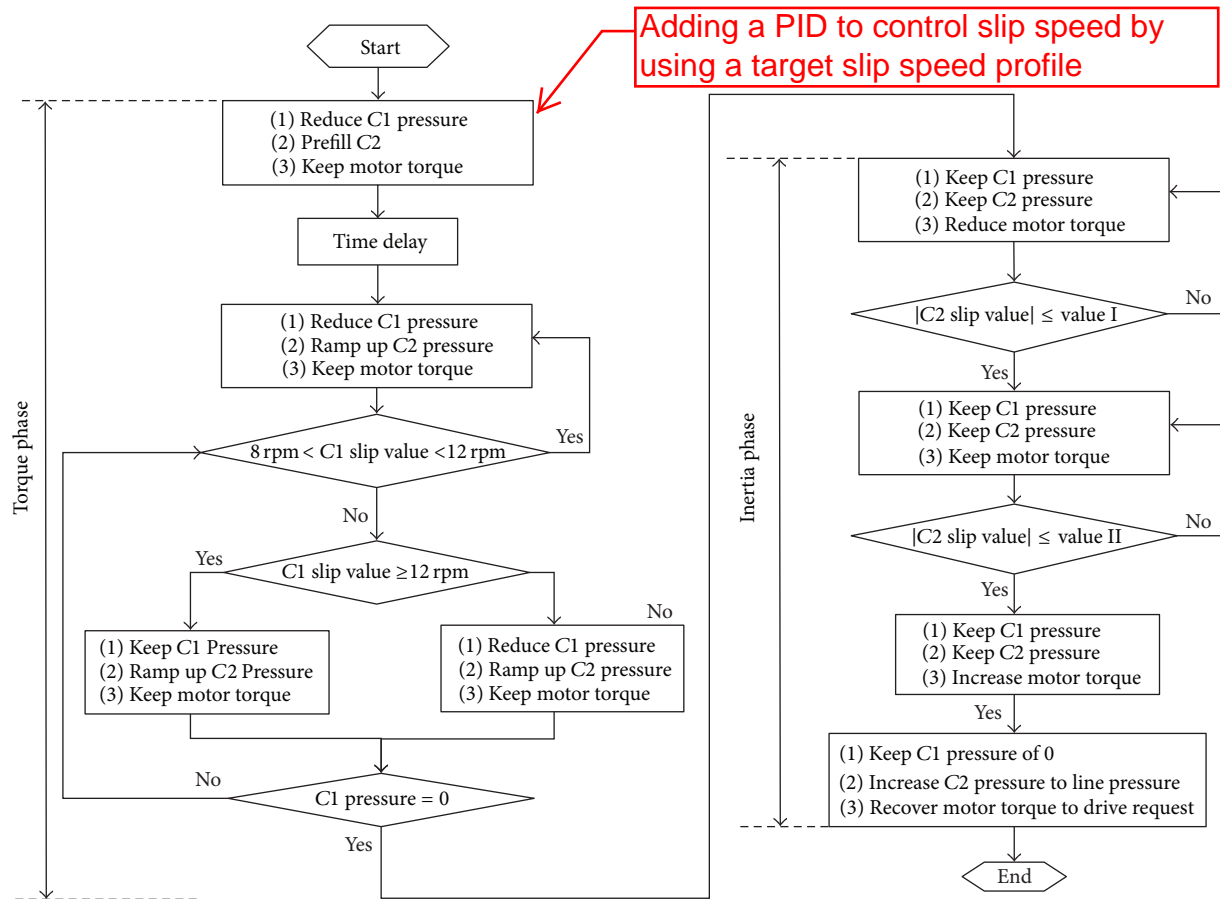 Start
Adding a PID to control slip speed by
using a target slip speed profile
Torque phase
(1) Reduce C1 pressure
(2) Prefill C2
(3) Keep motor torque
Time delay
(1) Reduce C1 pressure
(2) Ramp up C2 pressure
(3) Keep motor torque
8 rpm < C1 slip value <12 rpm
Yes
No
C1 slip value ≥12 rpm
Yes
No
(1) Keep C1 Pressure
(2) Ramp up C2 Pressure
(3) Keep motor torque
(1) Reduce C1 pressure
(2) Ramp up C2 pressure
(3) Keep motor torque
C1 pressure = 0
No
Yes
Inertia phase
(1) Keep C1 pressure
(2) Keep C2 pressure
(3) Reduce motor torque
|C2 slip value| ≤ value I
No
Yes
(1) Keep C1 pressure
(2) Keep C2 pressure
(3) Keep motor torque
|C2 slip value| ≤ value II
No
Yes
(1) Keep C1 pressure
(2) Keep C2 pressure
(3) Increase motor torque
Yes
(1) Keep C1 pressure of 0
(2) Increase C2 pressure to line pressure
(3) Recover motor torque to drive request
End